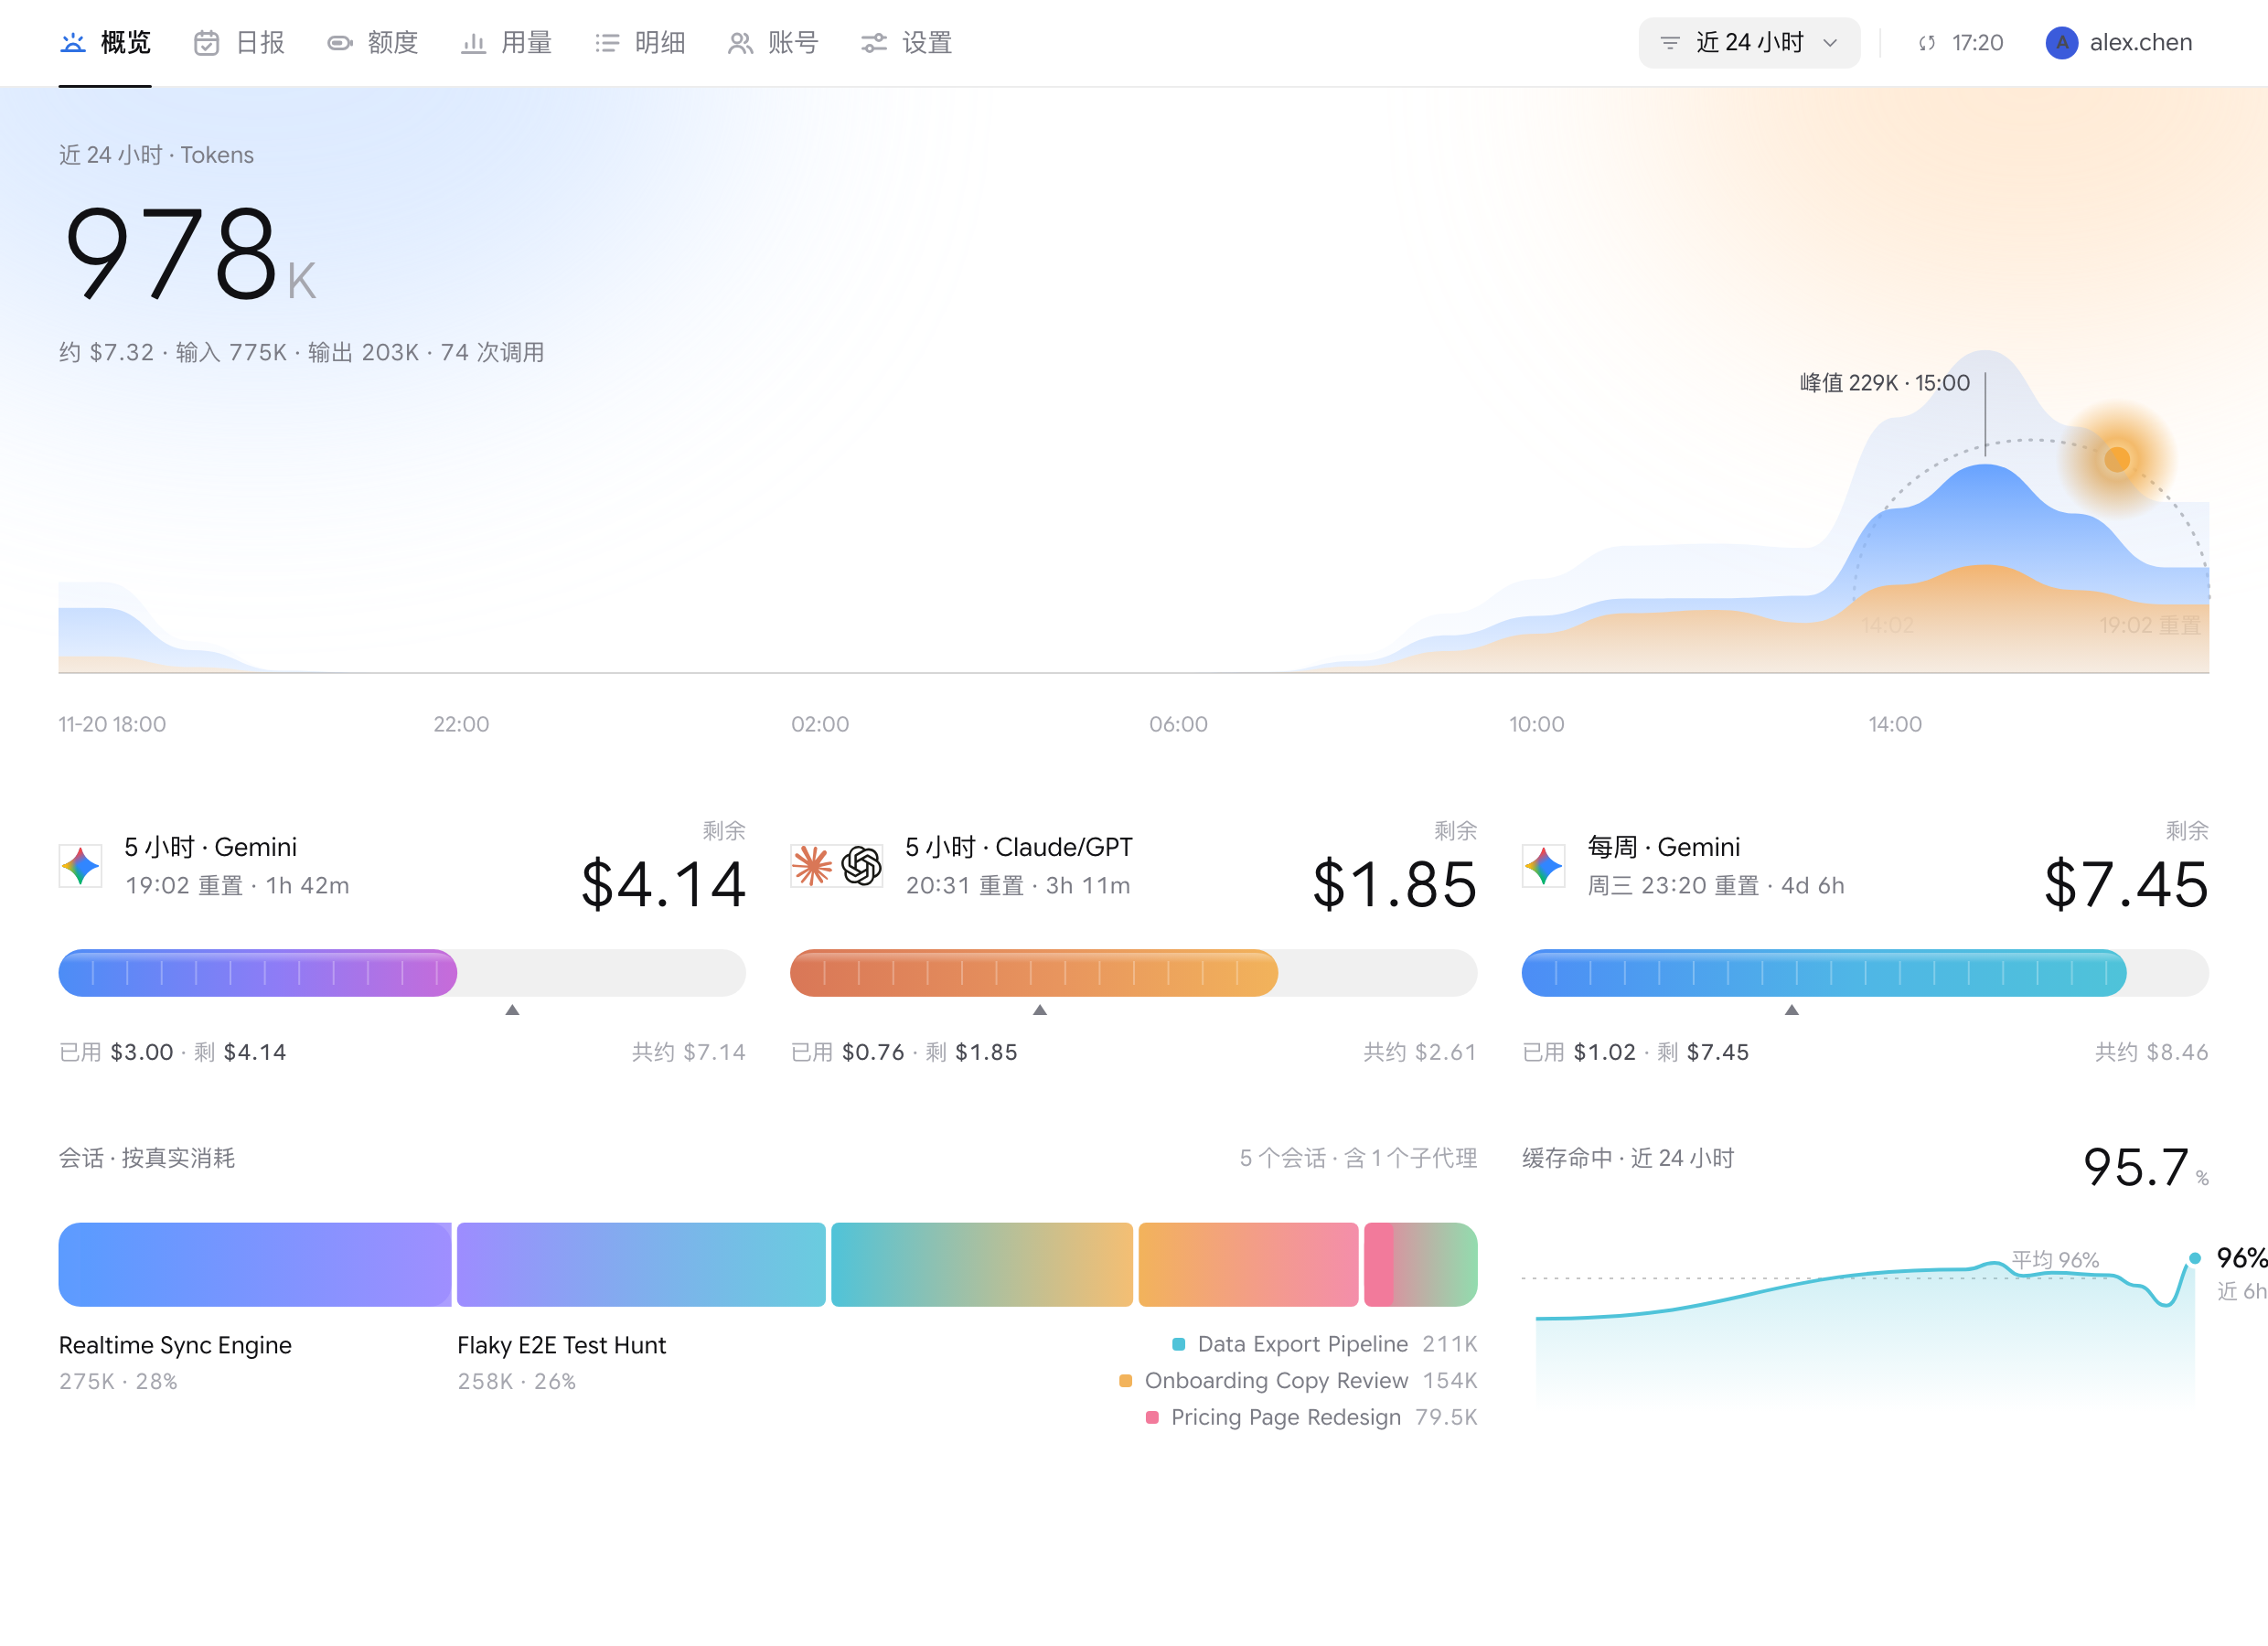 概览 日报 额度 用量 明细 账号 设置 近 24 小时 17:20 A alex.chen
近 24 小时 · Tokens
978 K
约 $7.32 · 输入 775K · 输出 203K · 74 次调用
峰值 229K · 15:00
14:02 19:02 重置
11-20 18:00 22:00 02:00 06:00 10:00 14:00
5 小时 · Gemini
19:02 重置 · 1h 42m
剩余
$4.14
已用 $3.00 · 剩 $4.14 共约 $7.14
5 小时 · Claude/GPT
20:31 重置 · 3h 11m
剩余
$1.85
已用 $0.76 · 剩 $1.85 共约 $2.61
每周 · Gemini
周三 23:20 重置 · 4d 6h
剩余
$7.45
已用 $1.02 · 剩 $7.45 共约 $8.46
会话 · 按真实消耗 5 个会话 · 含 1 个子代理
Realtime Sync Engine
275K · 28%
Flaky E2E Test Hunt
258K · 26%
Data Export Pipeline 211K
Onboarding Copy Review 154K
Pricing Page Redesign 79.5K
缓存命中 · 近 24 小时 95.7 %
平均 96%
96%
近 6h